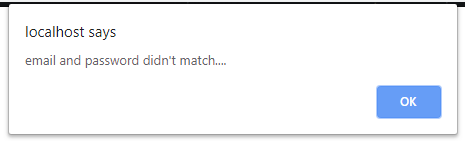 localhost says
email and password didn't match....
OK